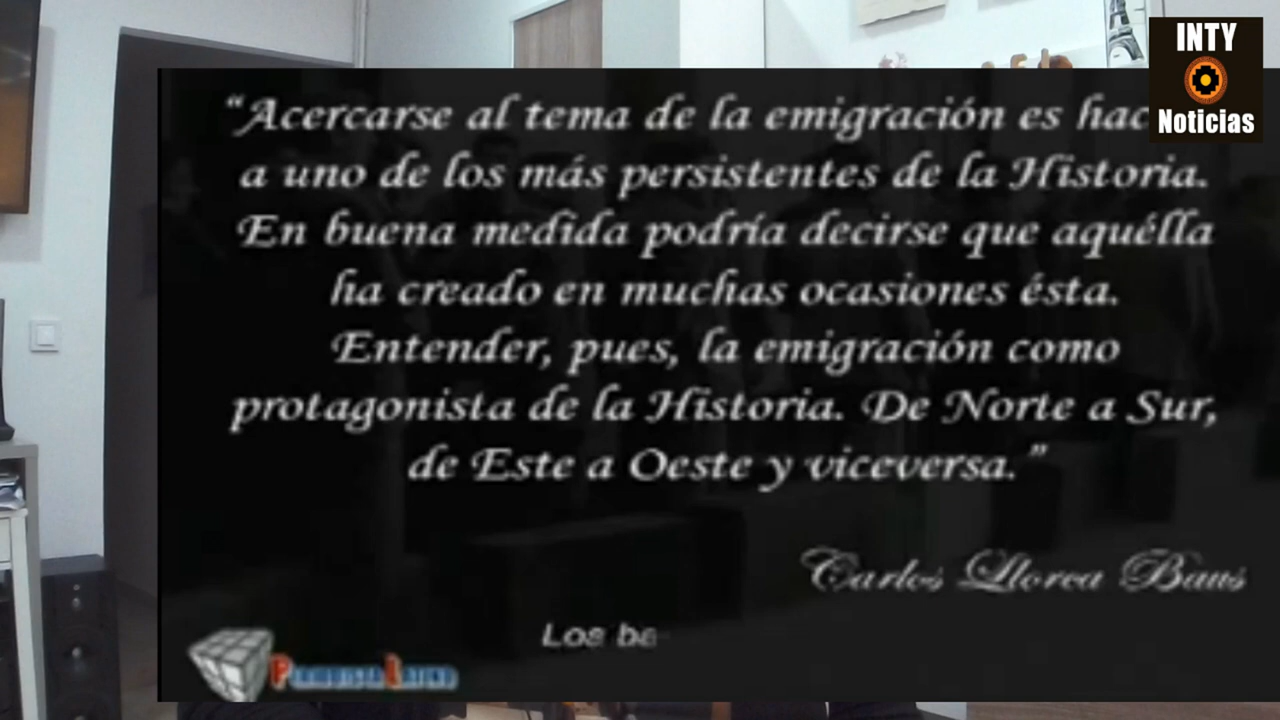 INTY
Noticias
“Acercarse al tema de la emigración es hac
a uno de los más persistentes de la Historia.
En buena medida podría decirse que aquélla
ha creado en muchas ocasiones ésta.
Entender, pues, la emigración como
protagonista de la Historia. De Norte a Sur,
de Este a Oeste y viceversa.”
Carlos Llorca Baus
Los be
Periodista Latino